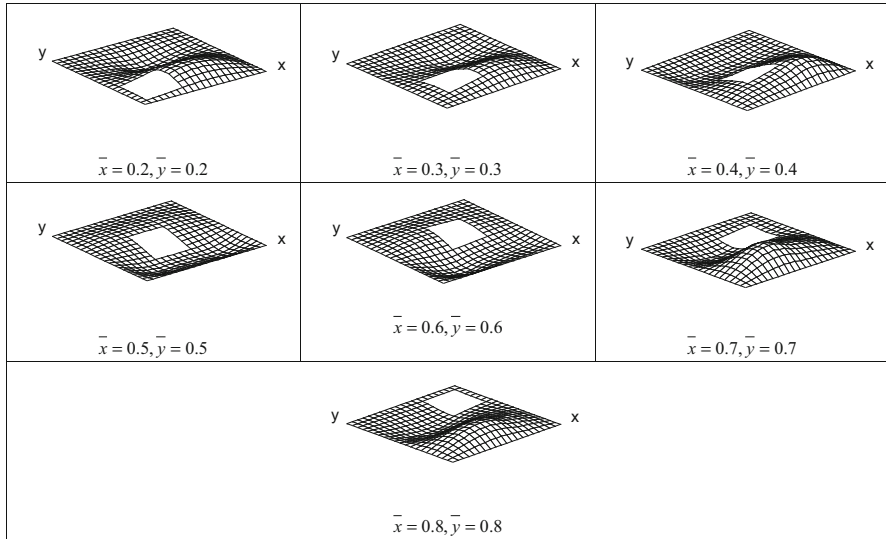 y x
x̄ = 0.2, ȳ = 0.2
y x
x̄ = 0.3, ȳ = 0.3
y x
x̄ = 0.4, ȳ = 0.4
y x
x̄ = 0.5, ȳ = 0.5
y x
x̄ = 0.6, ȳ = 0.6
y x
x̄ = 0.7, ȳ = 0.7
y x
x̄ = 0.8, ȳ = 0.8